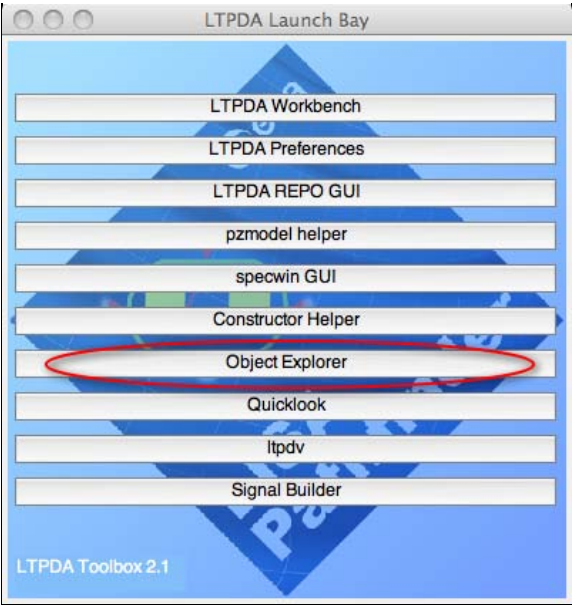 LTPDA Launch Bay
LTPDA Workbench
LTPDA Preferences
LTPDA REPO GUI
pzmodel helper
specwin GUI
Constructor Helper
Object Explorer
Quicklook
ltpdv
Signal Builder
LTPDA Toolbox 2.1